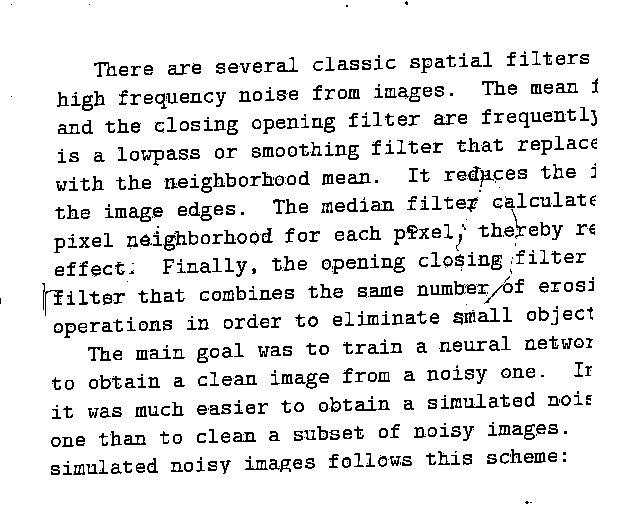 There are several classic spatial filters
high frequency noise from images. The mean f
and the closing opening filter are frequently
is a lowpass or smoothing filter that replace
with the neighborhood mean. It reduces the i
the image edges. The median filter calculate
pixel neighborhood for each pixel, thereby re
effect. Finally, the opening closing filter
filter that combines the same number of erosi
operations in order to eliminate small object
The main goal was to train a neural networ
to obtain a clean image from a noisy one. In
it was much easier to obtain a simulated nois
one than to clean a subset of noisy images.
simulated noisy images follows this scheme: